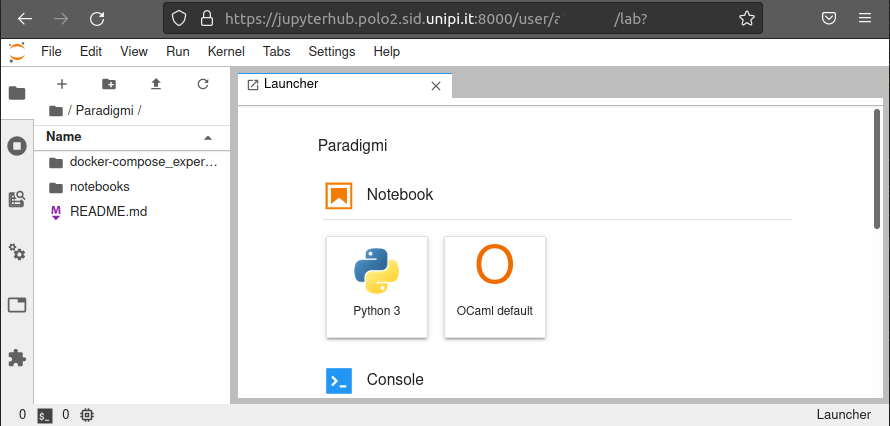 https://jupyterhub.polo2.sid.unipi.it:8000/user/a /lab?
File Edit View Run Kernel Tabs Settings Help
Launcher
/ Paradigmi /
Name
docker-compose_exper…
notebooks
M README.md
Paradigmi
Notebook
Python 3
O
OCaml default
Console
0 $_ 0
Launcher